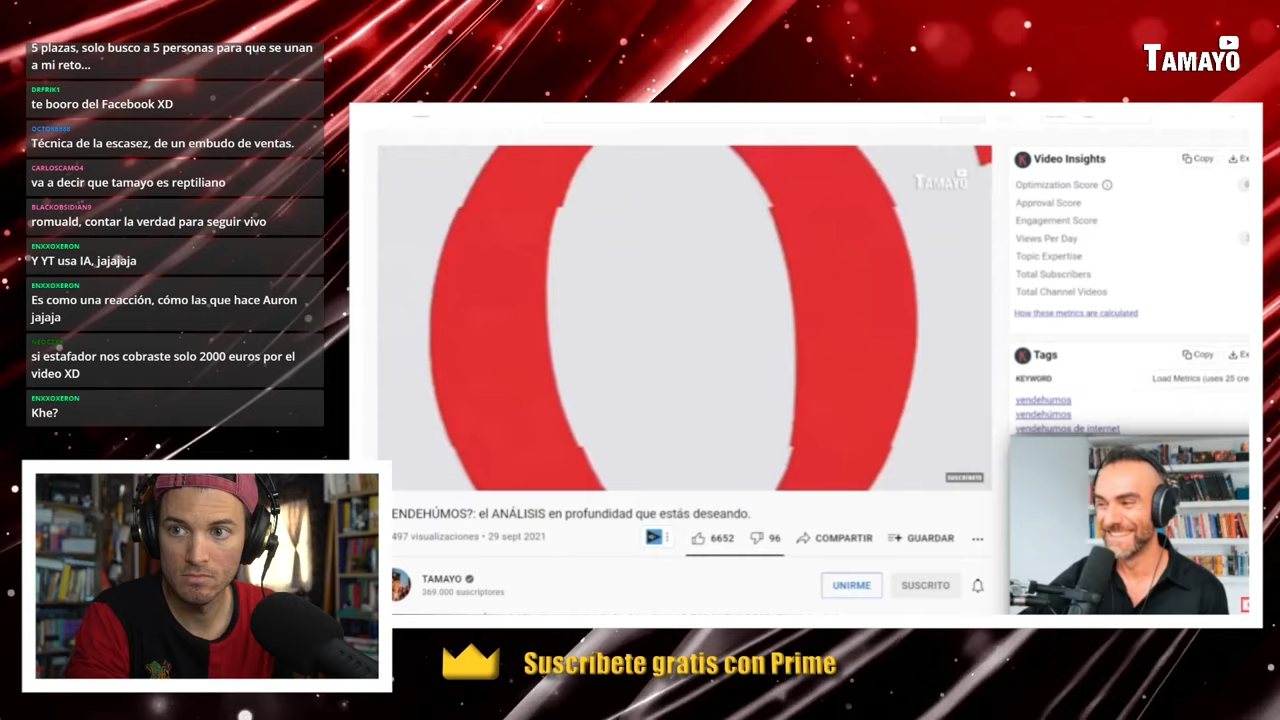 5 plazas, solo busco a 5 personas para que se unan
a mi reto...
DRFRIK1
te booro del Facebook XD
Técnica de la escasez, de un embudo de ventas.
CARLOSCAMO4
va a decir que tamayo es reptiliano
BLACKOBSIDIAN9
romuald, contar la verdad para seguir vivo
ENXXOXERON
Y YT usa IA, jajajaja
ENXXOXERON
Es como una reacción, cómo las que hace Auron
jajaja
si estafador nos cobraste solo 2000 euros por el
video XD
ENXXOXERON
Khe?
TAMAYO
TAMAYO
SUSCRÍBETE
ENDEHÚMOS?: el ANÁLISIS en profundidad que estás deseando.
497 visualizaciones • 29 sept 2021
6652
96
COMPARTIR
GUARDAR
TAMAYO
369.000 suscriptores
UNIRME
SUSCRITO
Video Insights
Copy
Ex
Optimization Score
Approval Score
Engagement Score
Views Per Day
Topic Expertise
Total Subscribers
Total Channel Videos
How these metrics are calculated
Tags
Copy
Ex
KEYWORD
Load Metrics (uses 25 cre
vendehumos
vendehúmos
vendehumos de internet
Suscríbete gratis con Prime